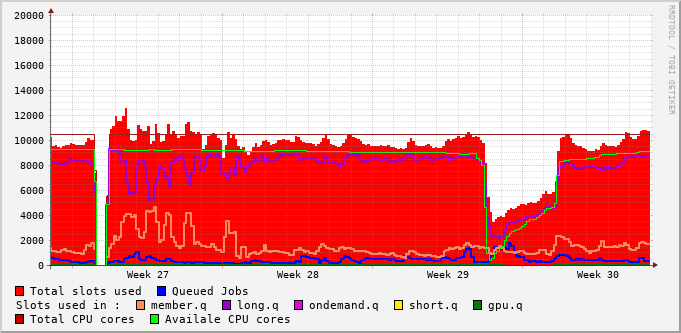 RRDTOOL / TOBI OETIKER
20000
18000
16000
14000
12000
10000
8000
6000
4000
2000
0
Week 27 Week 28 Week 29 Week 30
Total slots used Queued Jobs
Slots used in : member.q long.q ondemand.q short.q gpu.q
Total CPU cores Availale CPU cores